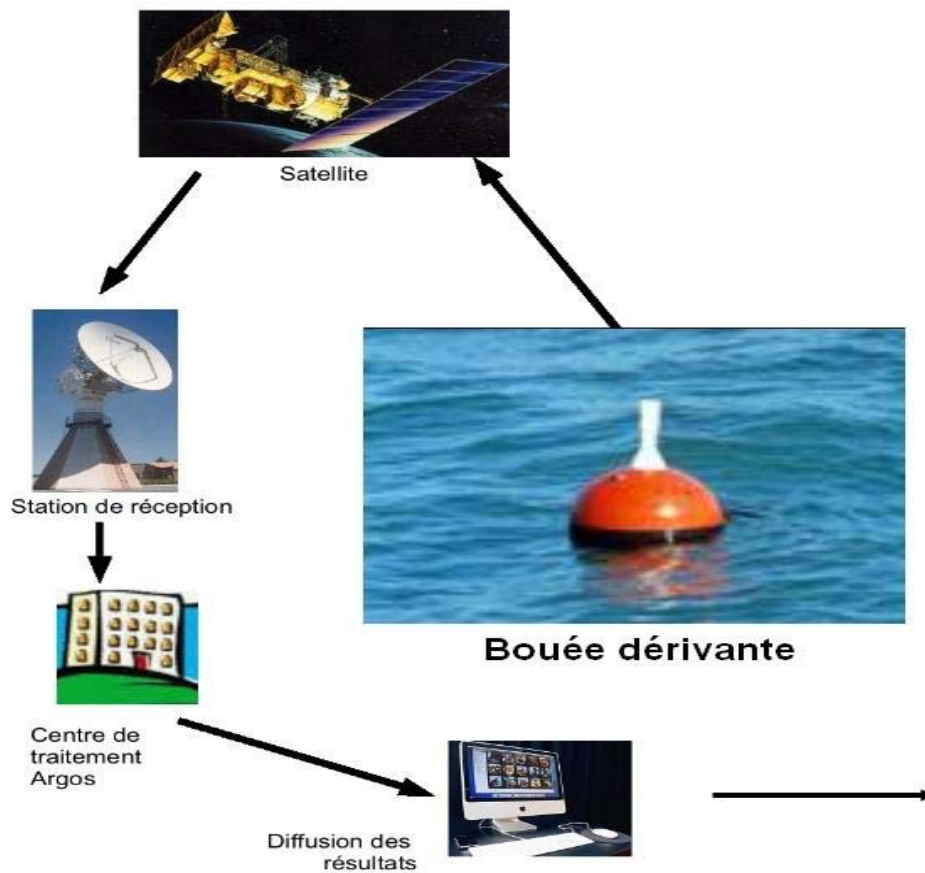 Satellite
Station de réception
Bouée dérivante
Centre de
traitement
Argos
Diffusion des
résultats